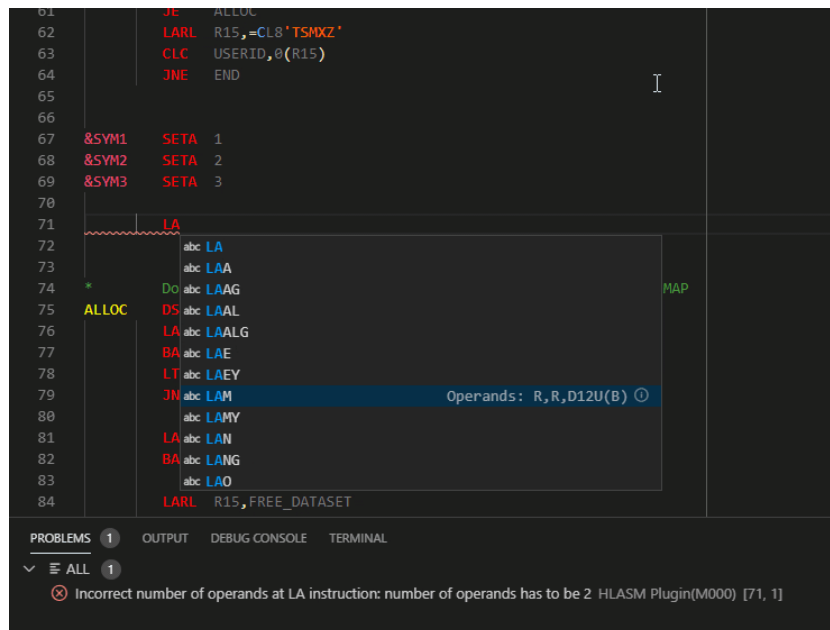 61 JE ALLOC
62 LARL R15,=CL8'TSMXZ'
63 CLC USERID,0(R15)
64 JNE END
65
66
67 &SYM1 SETA 1
68 &SYM2 SETA 2
69 &SYM3 SETA 3
70
71 LA
72 abc LA
73 abc LAA
74 * Do abc LAAG MAP
75 ALLOC DS abc LAAL
76 LA abc LAALG
77 BA abc LAE
78 LT abc LAEY
79 JN abc LAM Operands: R,R,D12U(B)
80 abc LAMY
81 LA abc LAN
82 BA abc LANG
83 abc LAO
84 LARL R15,FREE_DATASET
PROBLEMS 1 OUTPUT DEBUG CONSOLE TERMINAL
ALL 1
Incorrect number of operands at LA instruction: number of operands has to be 2 HLASM Plugin(M000) [71, 1]